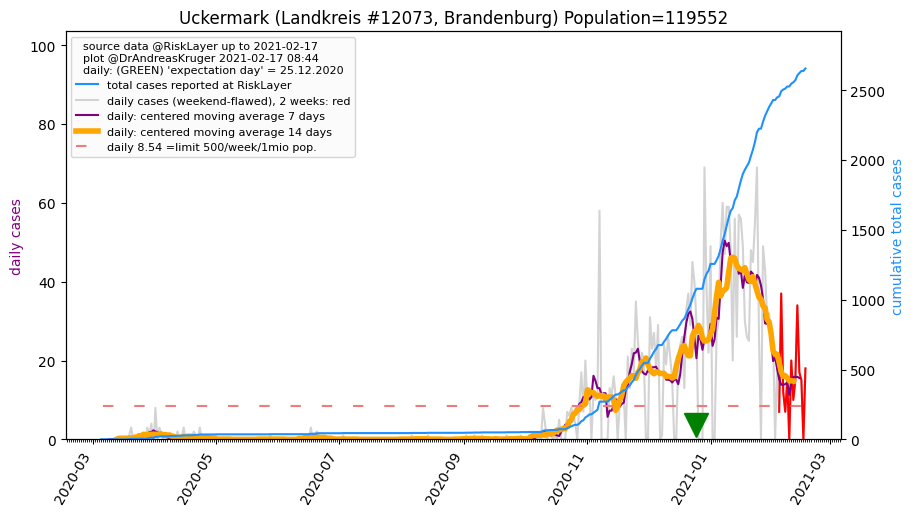 Uckermark (Landkreis #12073, Brandenburg) Population=119552
source data @RiskLayer up to 2021-02-17
plot @DrAndreasKruger 2021-02-17 08:44
daily: (GREEN) 'expectation day' = 25.12.2020
total cases reported at RiskLayer
daily cases (weekend-flawed), 2 weeks: red
daily: centered moving average 7 days
daily: centered moving average 14 days
daily 8.54 =limit 500/week/1mio pop.
daily cases
100
80
60
40
20
0
cumulative total cases
2500
2000
1500
1000
500
0
2020-03
2020-05
2020-07
2020-09
2020-11
2021-01
2021-03